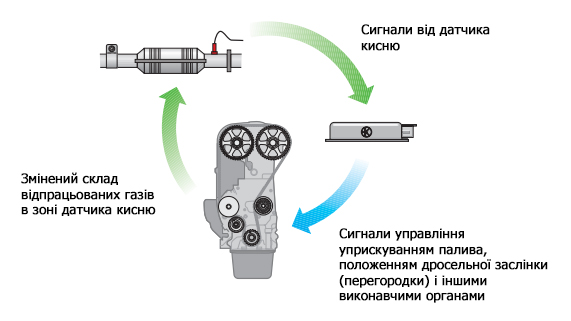 Сигнали від датчика
кисню
Змінений склад
відпрацьованих газів
в зоні датчика кисню
Сигнали управління
уприскуванням палива,
положенням дросельної заслінки
(перегородки) і іншими
виконавчими органами